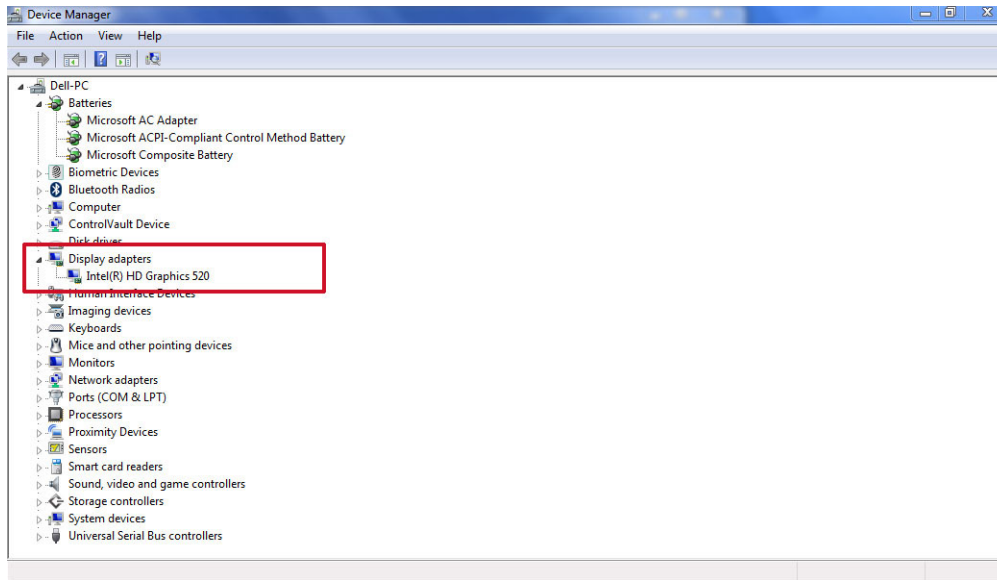 Device Manager
File Action View Help
Dell-PC
Batteries
Microsoft AC Adapter
Microsoft ACPI-Compliant Control Method Battery
Microsoft Composite Battery
Biometric Devices
Bluetooth Radios
Computer
ControlVault Device
Disk drives
Display adapters
Intel(R) HD Graphics 520
Human Interface Devices
Imaging devices
Keyboards
Mice and other pointing devices
Monitors
Network adapters
Ports (COM & LPT)
Processors
Proximity Devices
Sensors
Smart card readers
Sound, video and game controllers
Storage controllers
System devices
Universal Serial Bus controllers